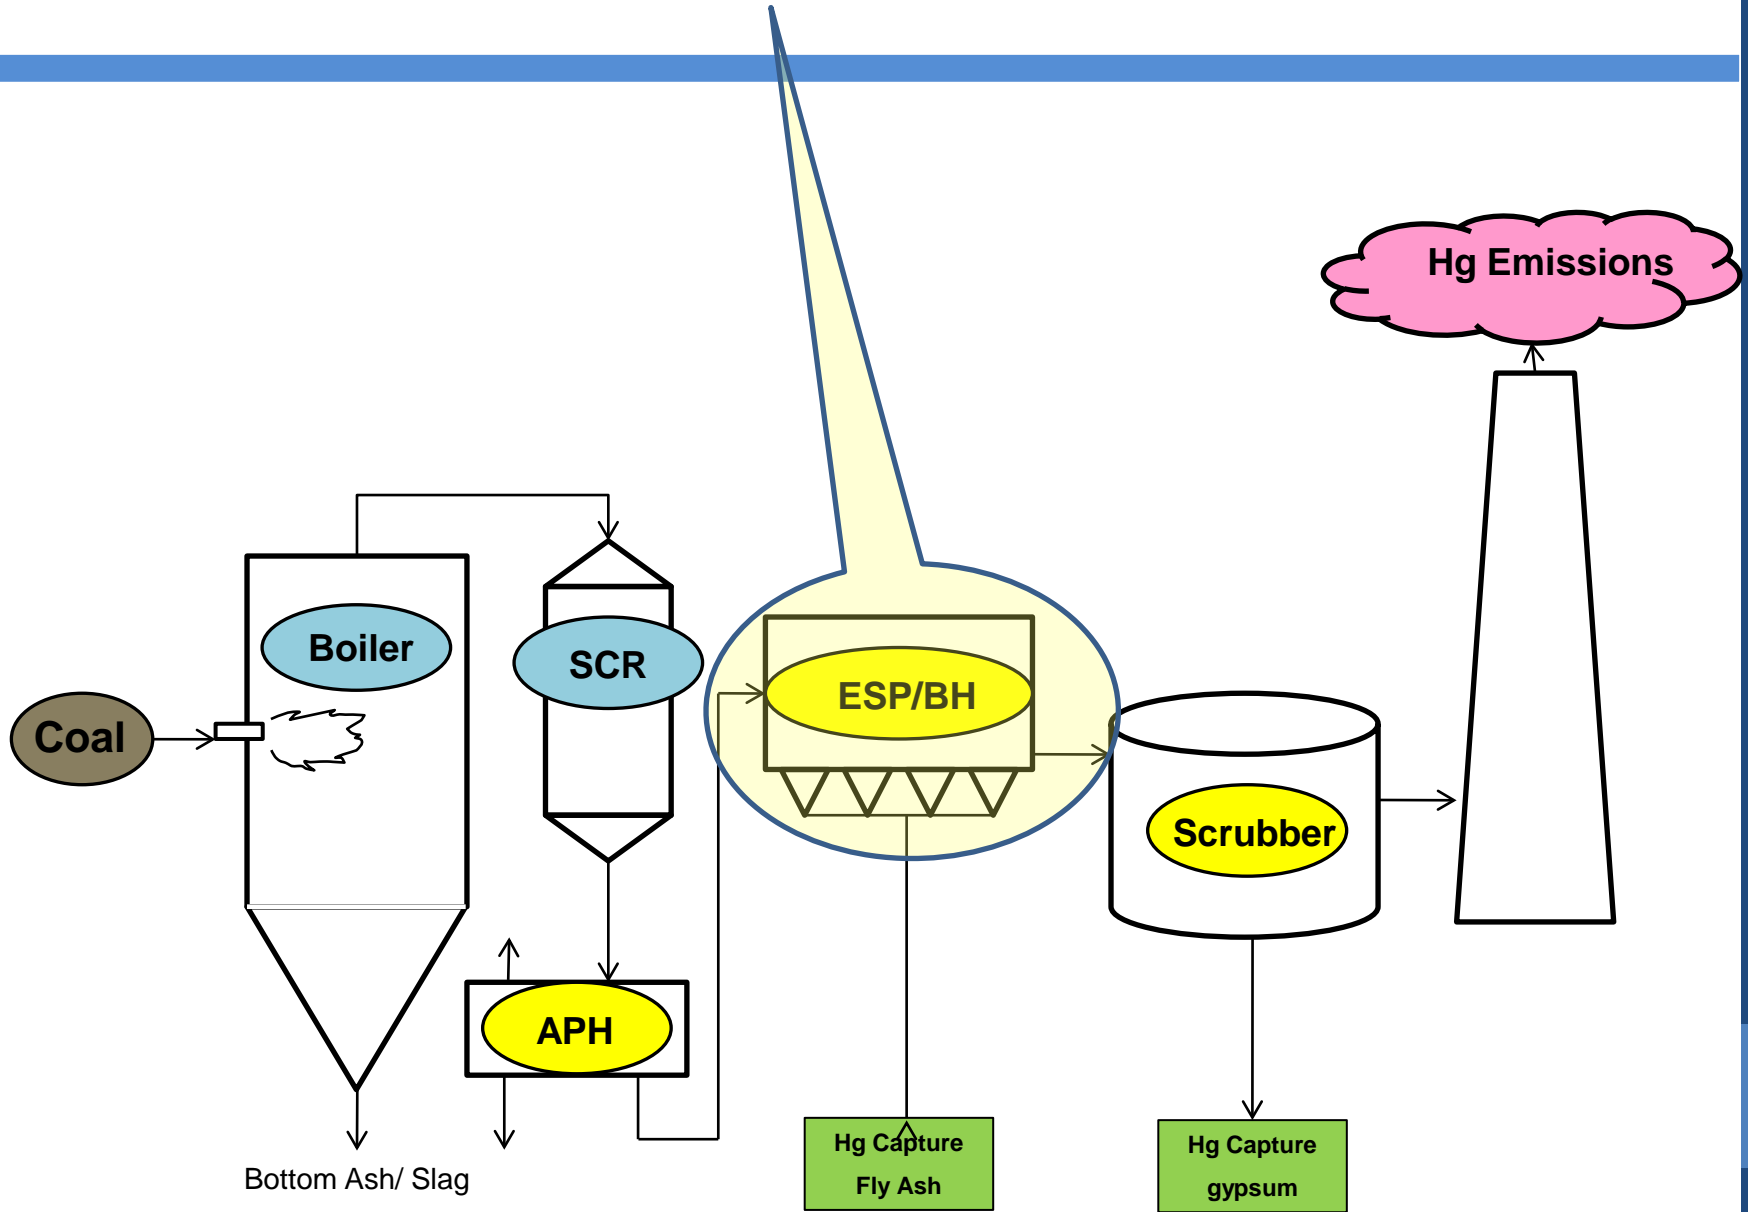 Hg Emissions
Boiler
SCR
ESP/BH
Coal
Scrubber
APH
Hg Capture
Fly Ash
Hg Capture
gypsum
Bottom Ash/ Slag